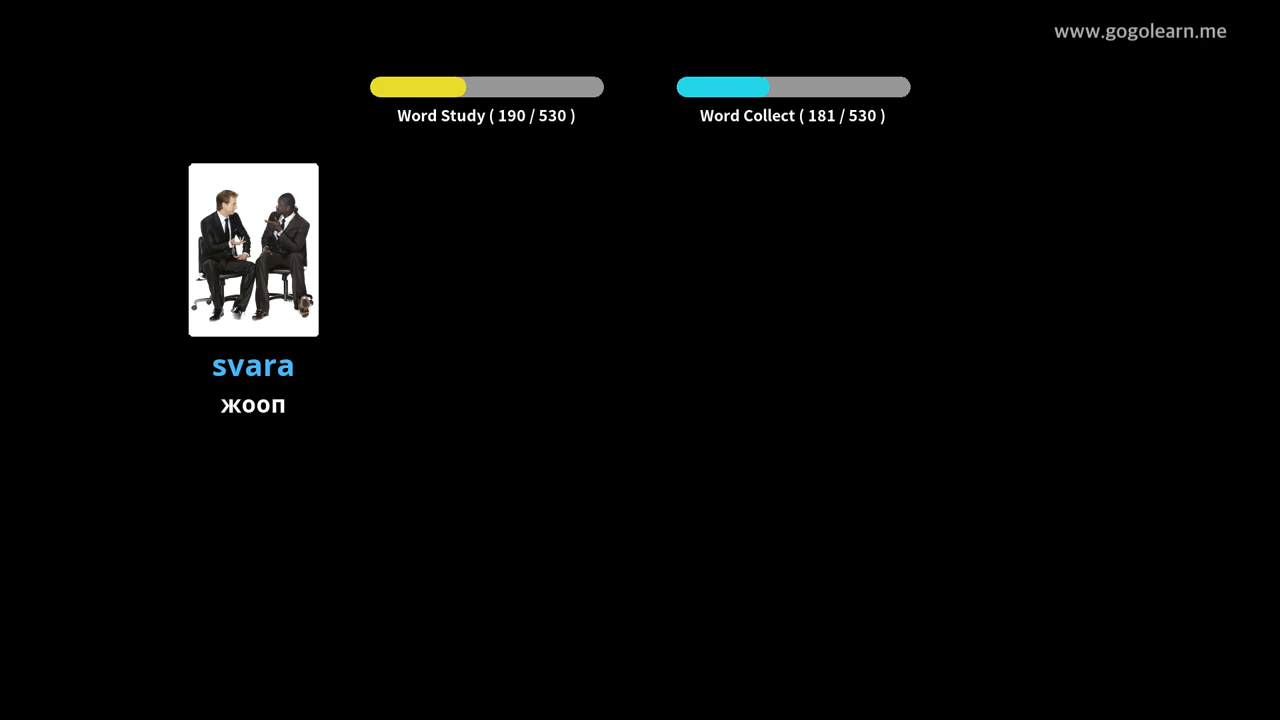 www.gogolearn.me
Word Study ( 190 / 530 )
Word Collect ( 181 / 530 )
svara
жооп